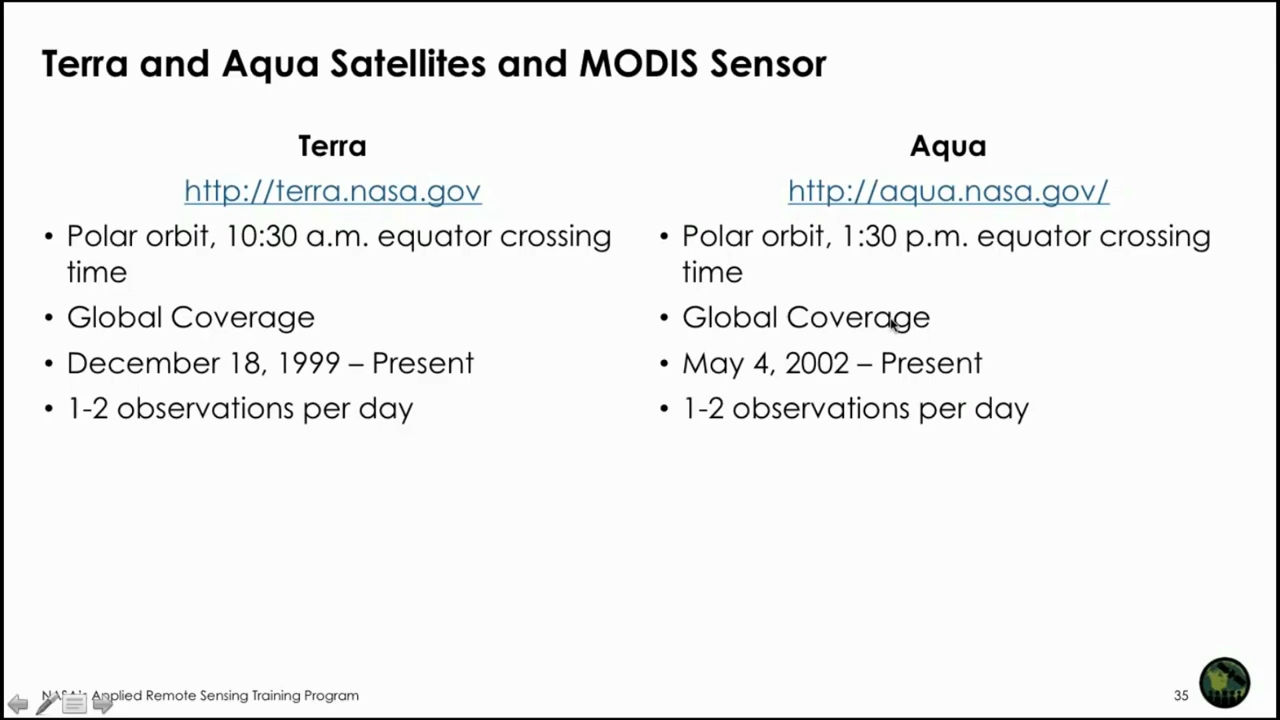 Terra and Aqua Satellites and MODIS Sensor
Terra
http://terra.nasa.gov
• Polar orbit, 10:30 a.m. equator crossing
time
• Global Coverage
• December 18, 1999 – Present
• 1-2 observations per day
Aqua
http://aqua.nasa.gov/
• Polar orbit, 1:30 p.m. equator crossing
time
• Global Coverage
• May 4, 2002 – Present
• 1-2 observations per day
NASA's Applied Remote Sensing Training Program
35